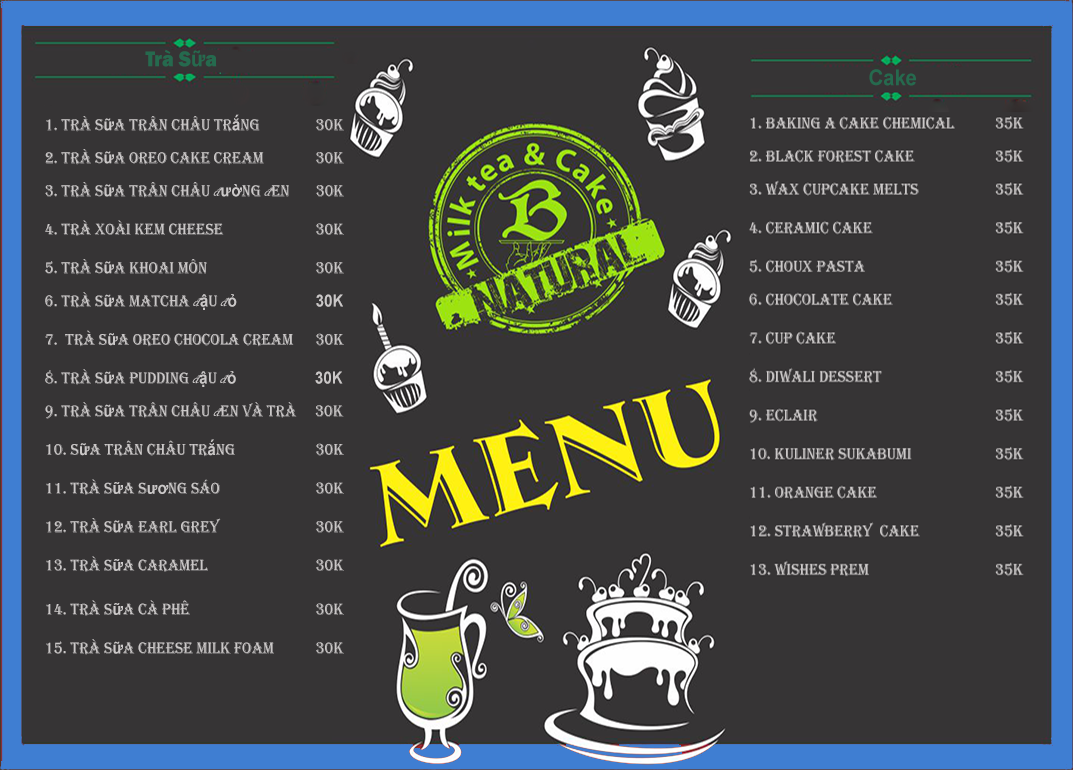 Trà Sữa
1. TRÀ SữA TRÂN CHÂU TRắNG 30K
2. TRÀ SữA OREO CAKE CREAM 30K
3. TRÀ SữA TRÂN CHÂU đườNG đEN 30K
4. TRÀ XOÀI KEM CHEESE 30K
5. TRÀ SữA KHOAI MÔN 30K
6. TRÀ SữA MATCHA đậU đỏ 30K
7. TRÀ SữA OREO CHOCOLA CREAM 30K
8. TRÀ SữA PUDDING đậU đỏ 30K
9. TRÀ SữA TRÂN CHÂU đEN VÀ TRÀ 30K
10. SữA TRÂN CHÂU TRắNG 30K
11. TRÀ SữA SươNG SÁO 30K
12. TRÀ SữA EARL GREY 30K
13. TRÀ SữA CARAMEL 30K
14. TRÀ SữA CÀ PHÊ 30K
15. TRÀ SữA CHEESE MILK FOAM 30K
Milk tea & Cake
B
NATURAL
MENU
Cake
1. BAKING A CAKE CHEMICAL 35K
2. BLACK FOREST CAKE 35K
3. WAX CUPCAKE MELTS 35K
4. CERAMIC CAKE 35K
5. CHOUX PASTA 35K
6. CHOCOLATE CAKE 35K
7. CUP CAKE 35K
8. DIWALI DESSERT 35K
9. ECLAIR 35K
10. KULINER SUKABUMI 35K
11. ORANGE CAKE 35K
12. STRAWBERRY CAKE 35K
13. WISHES PREM 35K